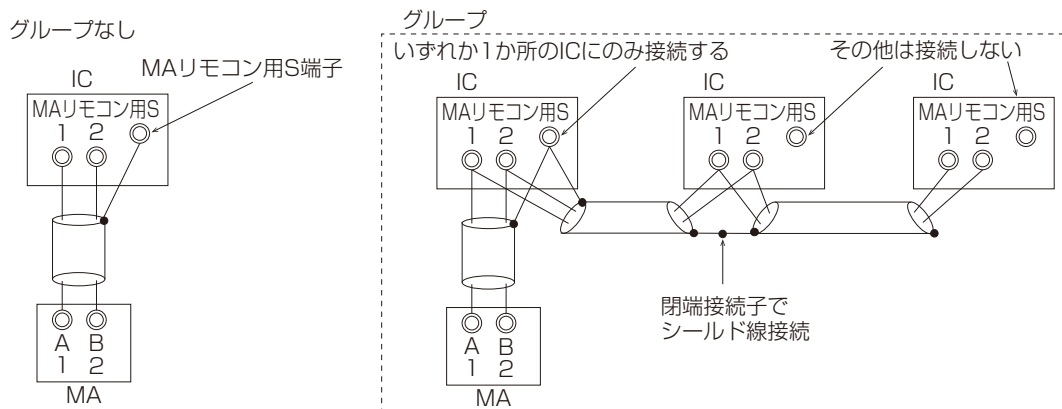 グループなし
IC
MAリモコン用S端子
MAリモコン用S
1 2
A B
1 2
MA
グループ
いずれか1か所のICにのみ接続する
その他は接続しない
IC
MAリモコン用S
1 2
IC
MAリモコン用S
1 2
IC
MAリモコン用S
1 2
閉端接続子で
シールド線接続
A B
1 2
MA